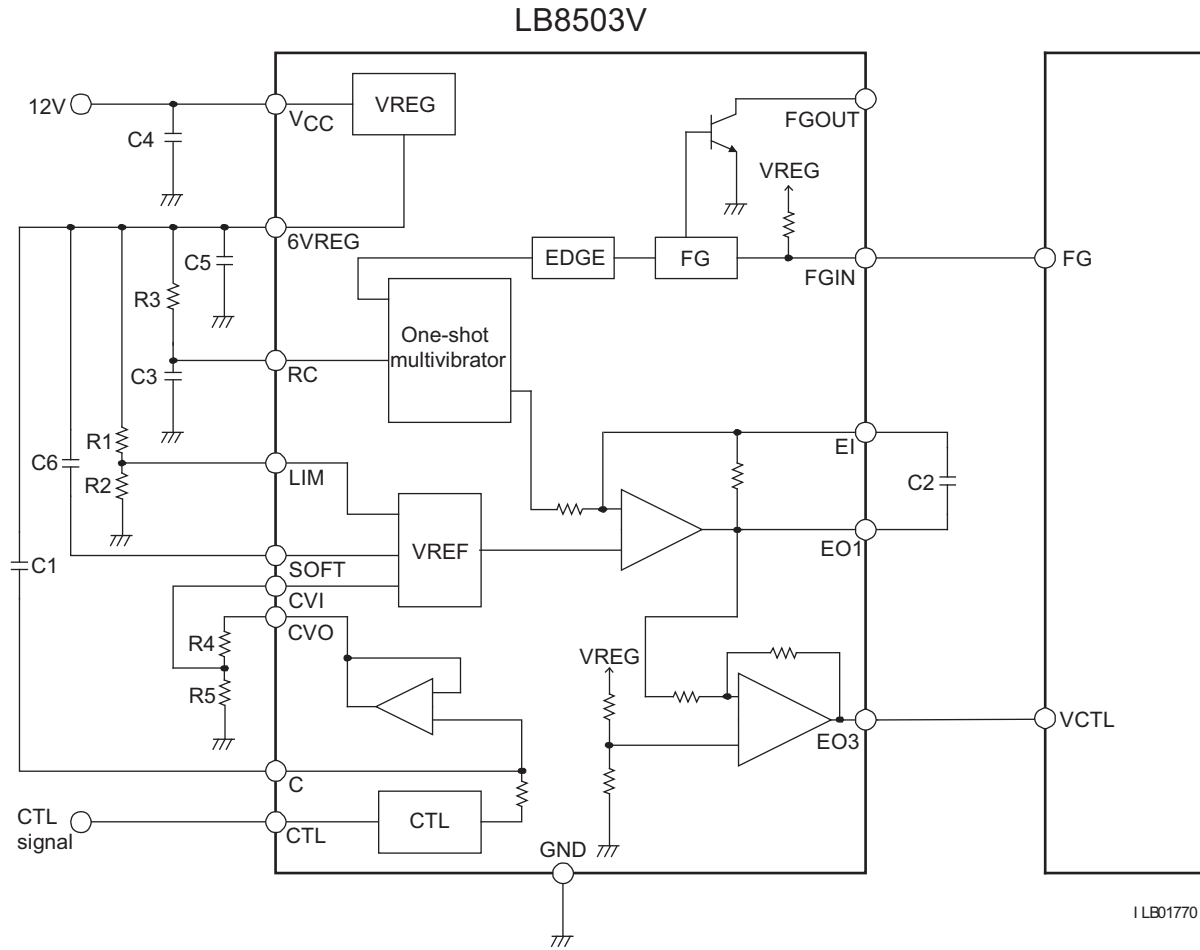 LB8503V
12V
VCC
VREG
FGOUT
C4
VREG
6VREG
C5
EDGE
FG
FGIN
FG
R3
One-shot
multivibrator
RC
C3
R1
C6
LIM
R2
EI
C2
VREF
C1
SOFT
EO1
CVI
CVO
R4
VREG
R5
EO3
VCTL
C
CTL
signal
CTL
CTL
GND
ILB01770